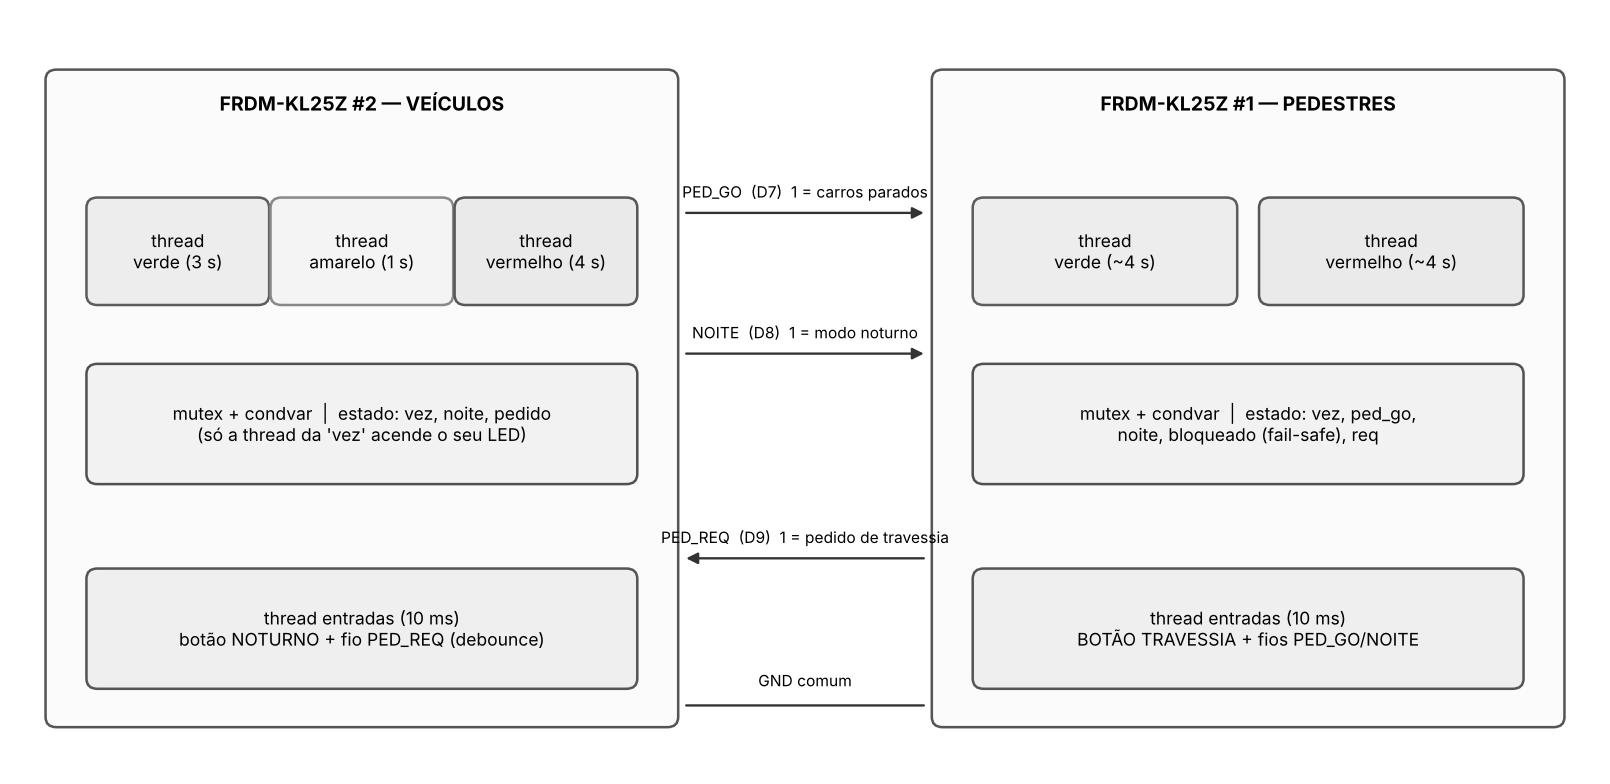 FRDM-KL25Z #2 — VEÍCULOS
thread
verde (3 s)
thread
amarelo (1 s)
thread
vermelho (4 s)
mutex + condvar │ estado: vez, noite, pedido
(só a thread da 'vez' acende o seu LED)
thread entradas (10 ms)
botão NOTURNO + fio PED_REQ (debounce)
PED_GO (D7) 1 = carros parados
NOITE (D8) 1 = modo noturno
PED_REQ (D9) 1 = pedido de travessia
GND comum
FRDM-KL25Z #1 — PEDESTRES
thread
verde (~4 s)
thread
vermelho (~4 s)
mutex + condvar │ estado: vez, ped_go,
noite, bloqueado (fail-safe), req
thread entradas (10 ms)
BOTÃO TRAVESSIA + fios PED_GO/NOITE